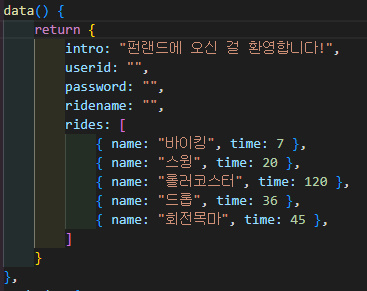 data() {
return {
intro: "펀랜드에 오신 걸 환영합니다!",
userid: "",
password: "",
ridename: "",
rides: [
{ name: "바이킹", time: 7 },
{ name: "스윙", time: 20 },
{ name: "롤러코스터", time: 120 },
{ name: "드롭", time: 36 },
{ name: "회전목마", time: 45 },
]
}
},